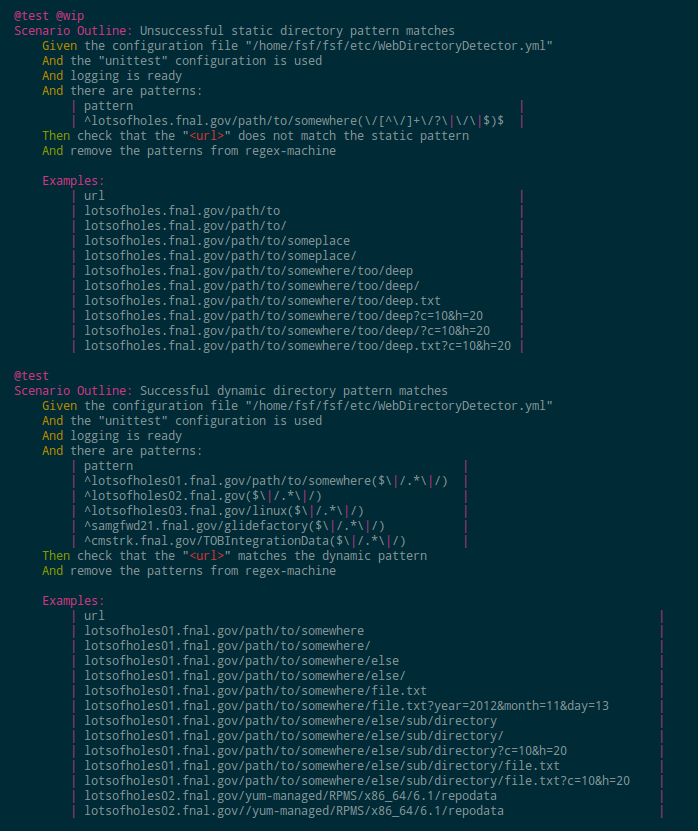 @test @wip
Scenario Outline: Unsuccessful static directory pattern matches
    Given the configuration file "/home/fsf/fsf/etc/WebDirectoryDetector.yml"
    And the "unittest" configuration is used
    And logging is ready
    And there are patterns:
        | pattern                                                       |
        | ^lotsofholes.fnal.gov/path/to/somewhere(\/[^\/]+\/?\|\/\|$)$  |
    Then check that the "<url>" does not match the static pattern
    And remove the patterns from regex-machine

    Examples:
        | url                                                           |
        | lotsofholes.fnal.gov/path/to                                  |
        | lotsofholes.fnal.gov/path/to/                                 |
        | lotsofholes.fnal.gov/path/to/someplace                        |
        | lotsofholes.fnal.gov/path/to/someplace/                       |
        | lotsofholes.fnal.gov/path/to/somewhere/too/deep               |
        | lotsofholes.fnal.gov/path/to/somewhere/too/deep/              |
        | lotsofholes.fnal.gov/path/to/somewhere/too/deep.txt           |
        | lotsofholes.fnal.gov/path/to/somewhere/too/deep?c=10&h=20     |
        | lotsofholes.fnal.gov/path/to/somewhere/too/deep/?c=10&h=20    |
        | lotsofholes.fnal.gov/path/to/somewhere/too/deep.txt?c=10&h=20 |

@test
Scenario Outline: Successful dynamic directory pattern matches
    Given the configuration file "/home/fsf/fsf/etc/WebDirectoryDetector.yml"
    And the "unittest" configuration is used
    And logging is ready
    And there are patterns:
        | pattern                                               |
        | ^lotsofholes01.fnal.gov/path/to/somewhere($\|/.*\|/)  |
        | ^lotsofholes02.fnal.gov($\|/.*\|/)                    |
        | ^lotsofholes03.fnal.gov/linux($\|/.*\|/)              |
        | ^samgfwd21.fnal.gov/glidefactory($\|/.*\|/)           |
        | ^cmstrk.fnal.gov/TOBIntegrationData($\|/.*\|/)        |
    Then check that the "<url>" matches the dynamic pattern
    And remove the patterns from regex-machine

    Examples:
        | url                                                                               |
        | lotsofholes01.fnal.gov/path/to/somewhere                                          |
        | lotsofholes01.fnal.gov/path/to/somewhere/                                         |
        | lotsofholes01.fnal.gov/path/to/somewhere/else                                     |
        | lotsofholes01.fnal.gov/path/to/somewhere/else/                                    |
        | lotsofholes01.fnal.gov/path/to/somewhere/file.txt                                 |
        | lotsofholes01.fnal.gov/path/to/somewhere/file.txt?year=2012&month=11&day=13       |
        | lotsofholes01.fnal.gov/path/to/somewhere/else/sub/directory                       |
        | lotsofholes01.fnal.gov/path/to/somewhere/else/sub/directory/                      |
        | lotsofholes01.fnal.gov/path/to/somewhere/else/sub/directory?c=10&h=20             |
        | lotsofholes01.fnal.gov/path/to/somewhere/else/sub/directory/file.txt              |
        | lotsofholes01.fnal.gov/path/to/somewhere/else/sub/directory/file.txt?c=10&h=20    |
        | lotsofholes02.fnal.gov/yum-managed/RPMS/x86_64/6.1/repodata                       |
        | lotsofholes02.fnal.gov//yum-managed/RPMS/x86_64/6.1/repodata                      |